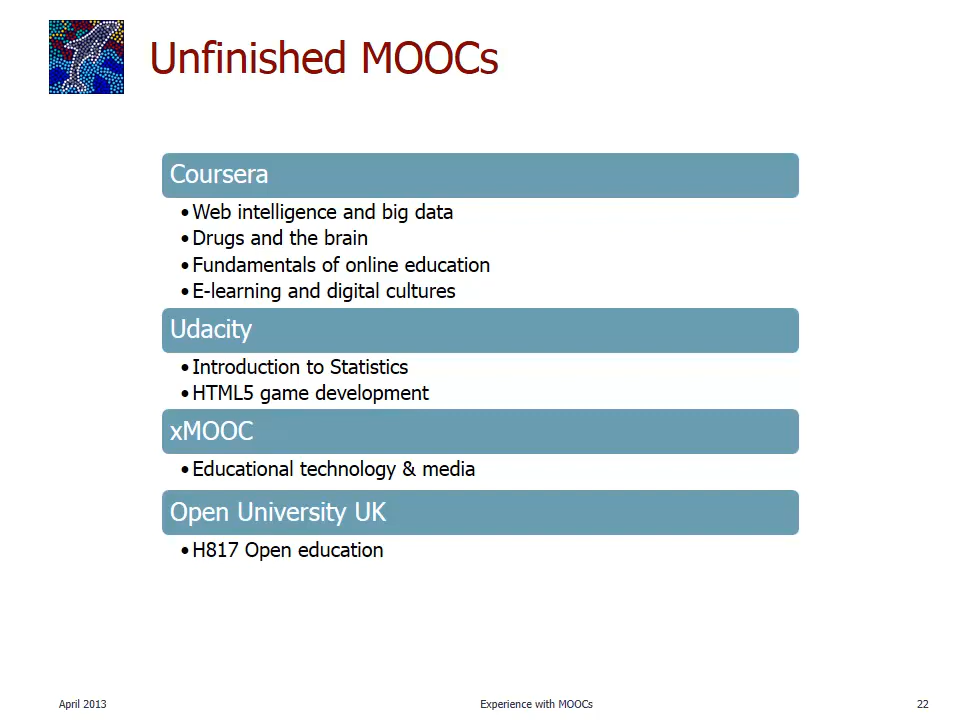 Unfinished MOOCs
Coursera
•Web intelligence and big data
•Drugs and the brain
•Fundamentals of online education
•E-learning and digital cultures
Udacity
•Introduction to Statistics
•HTML5 game development
xMOOC
•Educational technology & media
Open University UK
•H817 Open education
April 2013
Experience with MOOCs
22